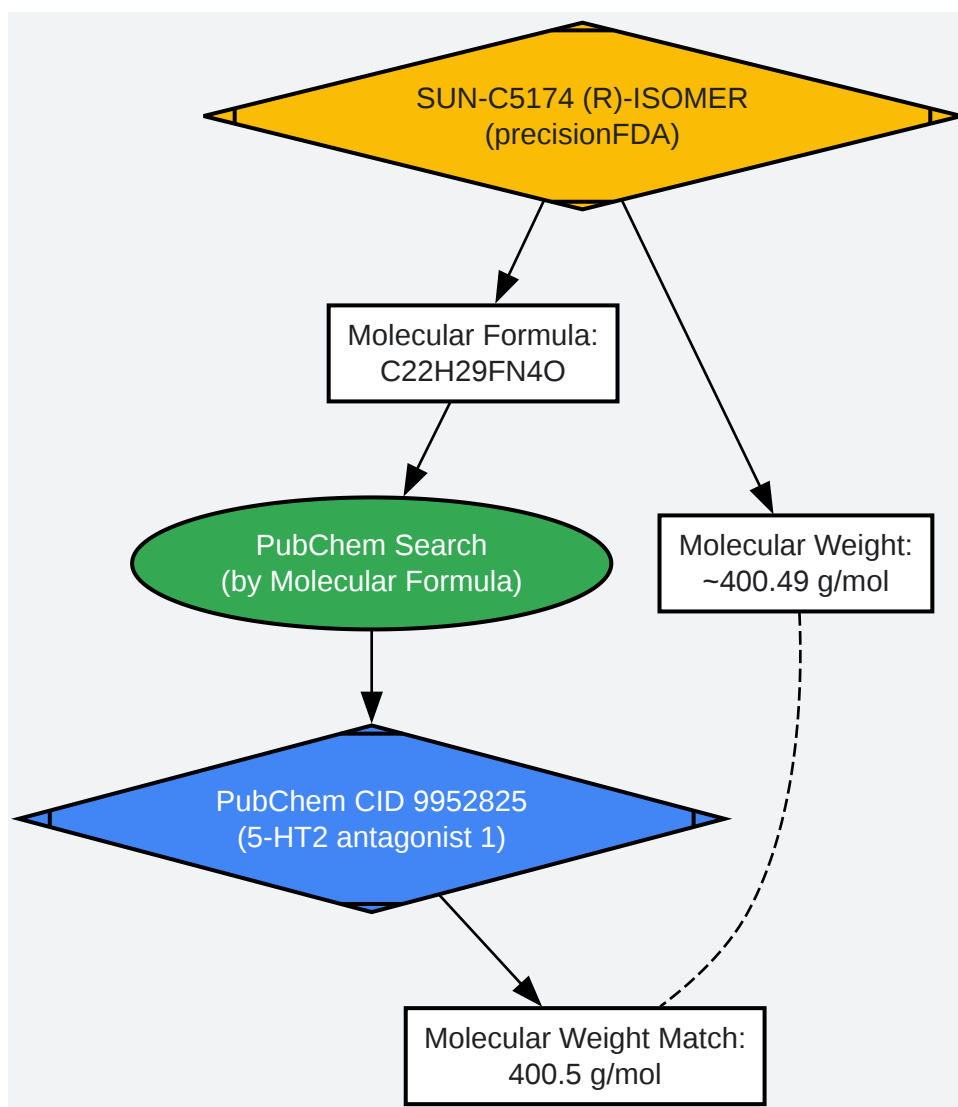 SUN-C5174 (R)-ISOMER
(precisionFDA)
Molecular Formula:
C22H29FN4O
PubChem Search
(by Molecular Formula)
Molecular Weight:
~400.49 g/mol
PubChem CID 9952825
(5-HT2 antagonist 1)
Molecular Weight Match:
400.5 g/mol